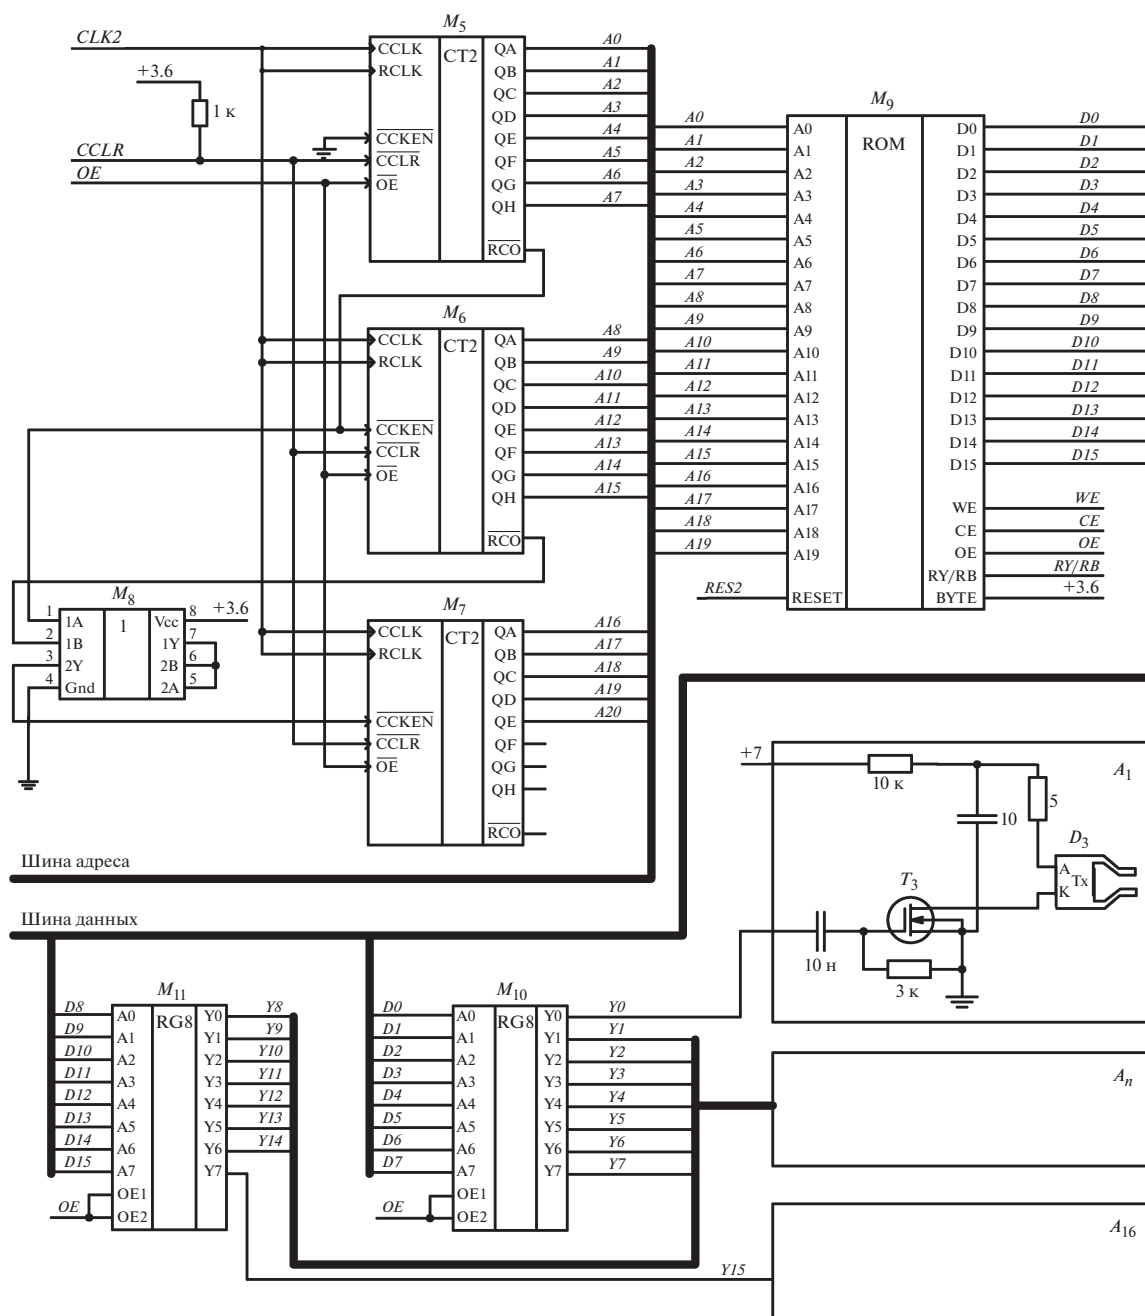 CLK2
+3.6
1 к
CCLR
OE
M5
CCLK CT2 QA A0
RCLK QB A1
QC A2
QD A3
CCKEN QE A4
CCLR QF A5
OE QG A6
QH A7
RCO
M6
CCLK CT2 QA A8
RCLK QB A9
QC A10
QD A11
CCKEN QE A12
CCLR QF A13
OE QG A14
QH A15
RCO
M8
1 1A 1 Vcc 8 +3.6
2 1B 1Y 7
3 2Y 2B 6
4 Gnd 2A 5
M7
CCLK CT2 QA A16
RCLK QB A17
QC A18
QD A19
CCKEN QE A20
CCLR QF
OE QG
QH
RCO
M9
A0 A0 ROM D0 D0
A1 A1 D1 D1
A2 A2 D2 D2
A3 A3 D3 D3
A4 A4 D4 D4
A5 A5 D5 D5
A6 A6 D6 D6
A7 A7 D7 D7
A8 A8 D8 D8
A9 A9 D9 D9
A10 A10 D10 D10
A11 A11 D11 D11
A12 A12 D12 D12
A13 A13 D13 D13
A14 A14 D14 D14
A15 A15 D15 D15
A16 A16
A17 A17 WE WE
A18 A18 CE CE
A19 A19 OE OE
RY/RB RY/RB
RES2 RESET BYTE +3.6
Шина адреса
Шина данных
+7
10 к
10
5
A1
D3
A
Tx
K
T3
10 н
3 к
M11
D8 A0 RG8 Y0 Y8
D9 A1 Y1 Y9
D10 A2 Y2 Y10
D11 A3 Y3 Y11
D12 A4 Y4 Y12
D13 A5 Y5 Y13
D14 A6 Y6 Y14
D15 A7 Y7
OE1
OE OE2
M10
D0 A0 RG8 Y0 Y0
D1 A1 Y1 Y1
D2 A2 Y2 Y2
D3 A3 Y3 Y3
D4 A4 Y4 Y4
D5 A5 Y5 Y5
D6 A6 Y6 Y6
D7 A7 Y7 Y7
OE1
OE OE2
An
A16
Y15